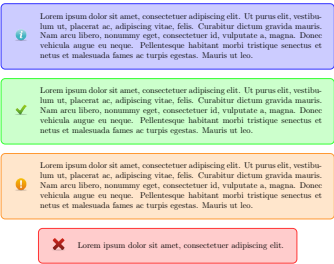 Lorem ipsum dolor sit amet, consectetuer adipiscing elit. Ut purus elit, vestibu-
lum ut, placerat ac, adipiscing vitae, felis. Curabitur dictum gravida mauris.
Nam arcu libero, nonummy eget, consectetuer id, vulputate a, magna. Donec
vehicula augue eu neque. Pellentesque habitant morbi tristique senectus et
netus et malesuada fames ac turpis egestas. Mauris ut leo.
Lorem ipsum dolor sit amet, consectetuer adipiscing elit. Ut purus elit, vestibu-
lum ut, placerat ac, adipiscing vitae, felis. Curabitur dictum gravida mauris.
Nam arcu libero, nonummy eget, consectetuer id, vulputate a, magna. Donec
vehicula augue eu neque. Pellentesque habitant morbi tristique senectus et
netus et malesuada fames ac turpis egestas. Mauris ut leo.
Lorem ipsum dolor sit amet, consectetuer adipiscing elit. Ut purus elit, vestibu-
lum ut, placerat ac, adipiscing vitae, felis. Curabitur dictum gravida mauris.
Nam arcu libero, nonummy eget, consectetuer id, vulputate a, magna. Donec
vehicula augue eu neque. Pellentesque habitant morbi tristique senectus et
netus et malesuada fames ac turpis egestas. Mauris ut leo.
Lorem ipsum dolor sit amet, consectetuer adipiscing elit.